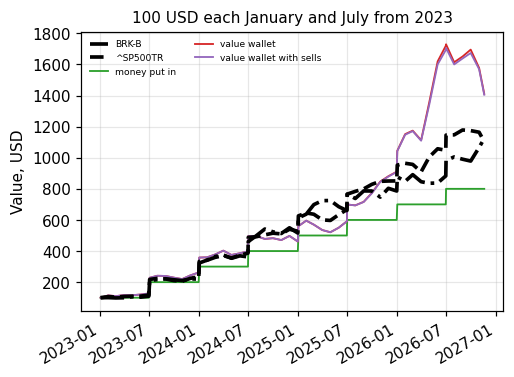 100 USD each January and July from 2023
BRK-B
^SP500TR
money put in
value wallet
value wallet with sells
Value, USD
1800
1600
1400
1200
1000
800
600
400
200
2023-01
2023-07
2024-01
2024-07
2025-01
2025-07
2026-01
2026-07
2027-01